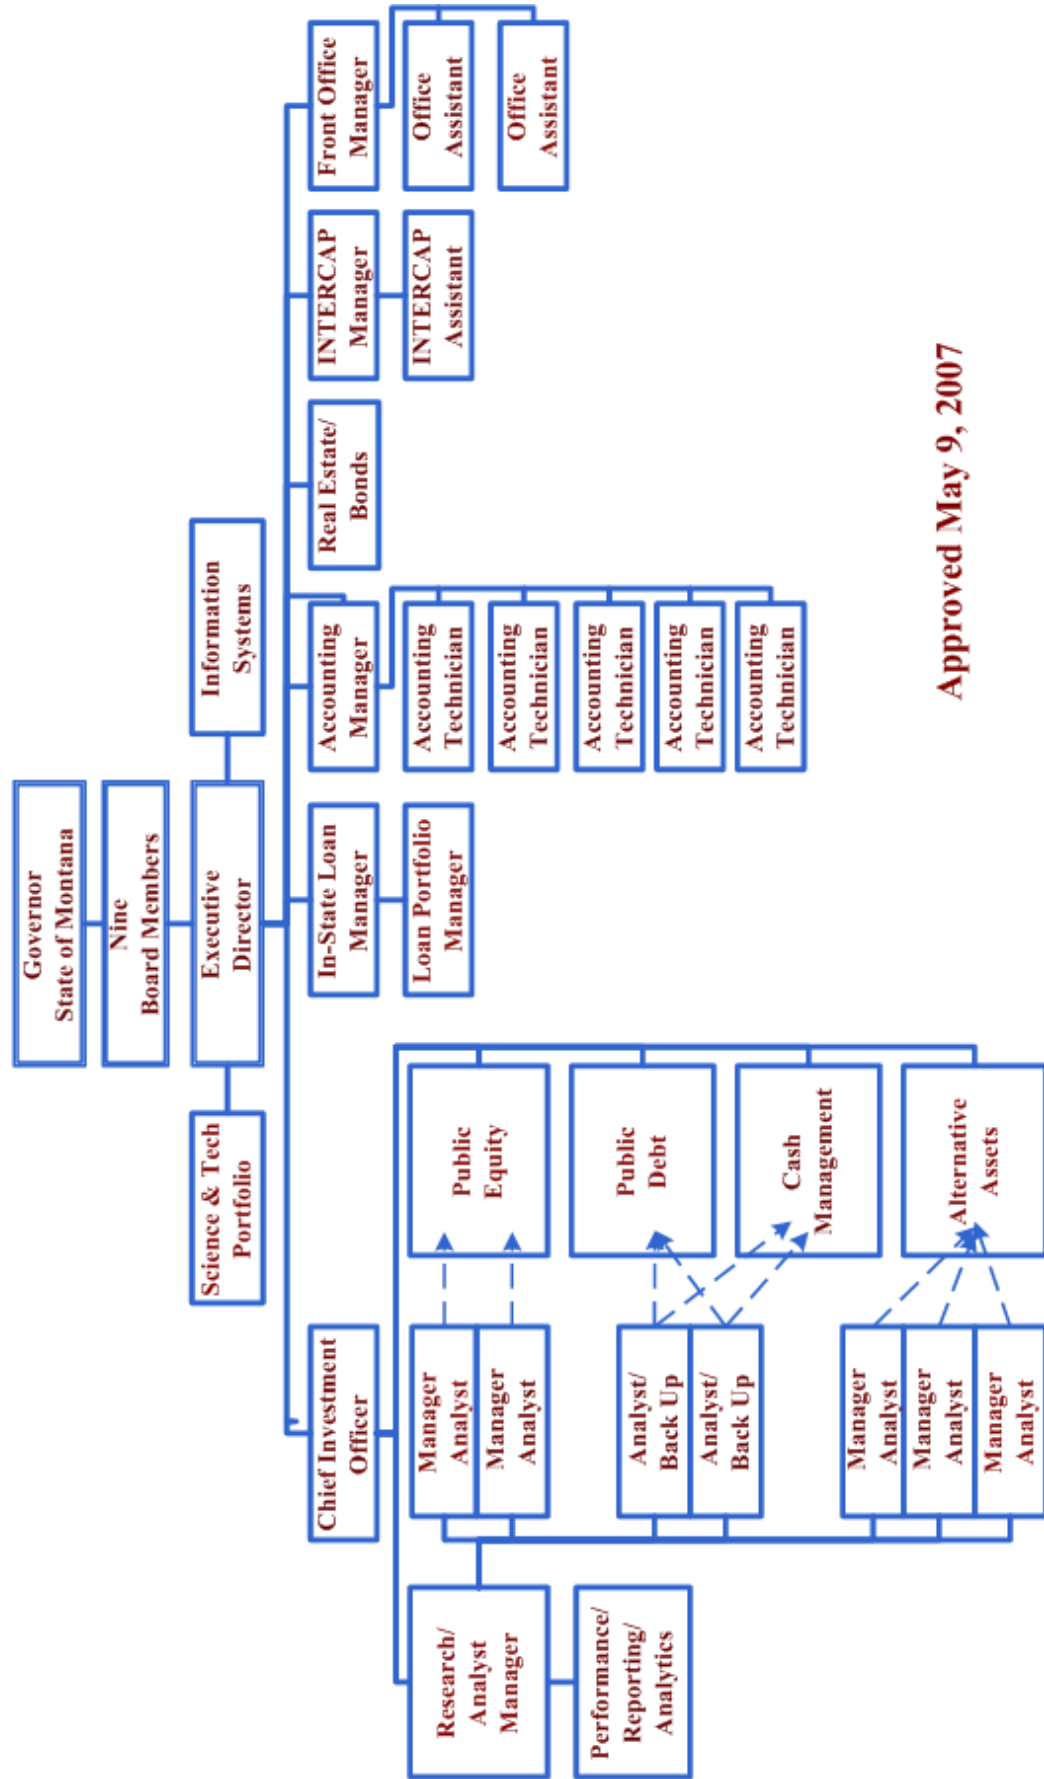 Governor
State of Montana
Nine
Board Members
Science & Tech
Portfolio
Executive
Director
Information
Systems
Chief Investment
Officer
In-State Loan
Manager
Accounting
Manager
Real Estate/
Bonds
INTERCAP
Manager
Front Office
Manager
Research/
Analyst
Manager
Performance/
Reporting/
Analytics
Manager
Analyst
Manager
Analyst
Analyst/
Back Up
Analyst/
Back Up
Manager
Analyst
Manager
Analyst
Manager
Analyst
Public
Equity
Public
Debt
Cash
Management
Alternative
Assets
Loan Portfolio
Manager
Accounting
Technician
Accounting
Technician
Accounting
Technician
Accounting
Technician
Accounting
Technician
INTERCAP
Assistant
Office
Assistant
Office
Assistant
Approved May 9, 2007